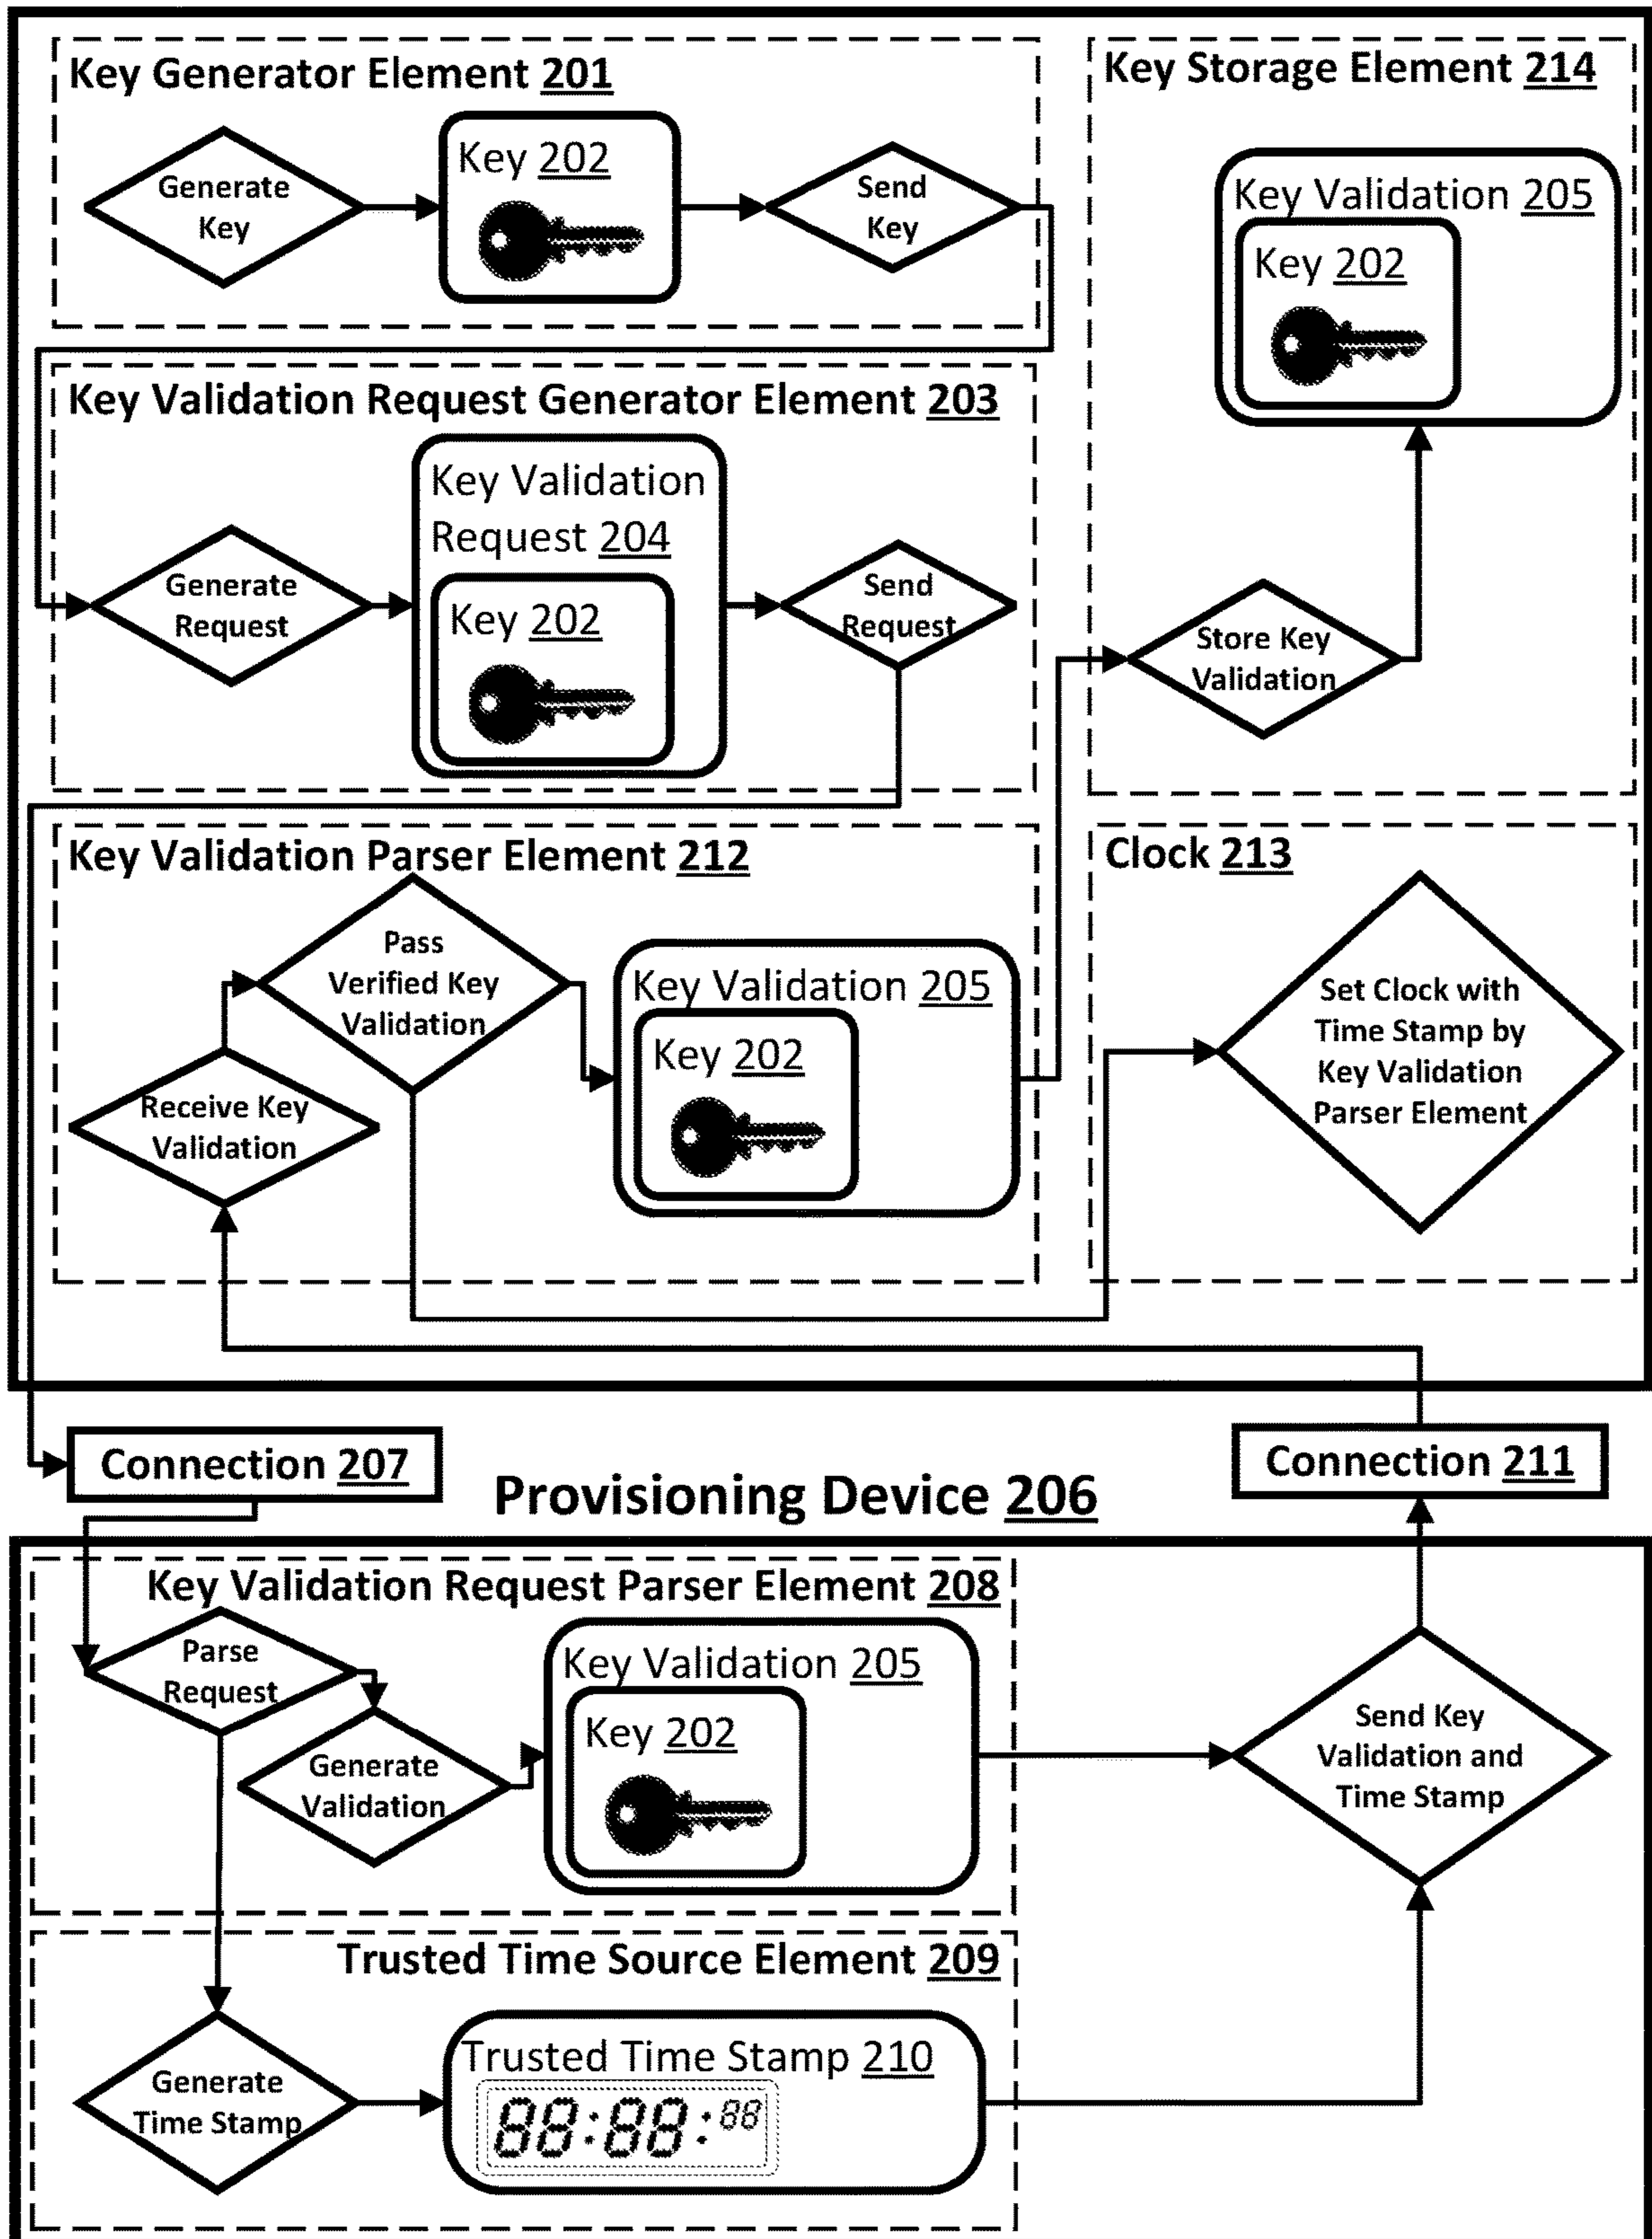 Key Generator Element 201
Generate
Key
Key 202
Send
Key
Key Storage Element 214
Key Validation 205
Key 202
Store Key
Validation
Key Validation Request Generator Element 203
Generate
Request
Key Validation
Request 204
Key 202
Send
Request
Key Validation Parser Element 212
Pass
Verified Key
Validation
Receive Key
Validation
Key Validation 205
Key 202
Clock 213
Set Clock with
Time Stamp by
Key Validation
Parser Element
Connection 207
Connection 211
Provisioning Device 206
Key Validation Request Parser Element 208
Parse
Request
Generate
Validation
Key Validation 205
Key 202
Send Key
Validation and
Time Stamp
Trusted Time Source Element 209
Generate
Time Stamp
Trusted Time Stamp 210
88:88:88